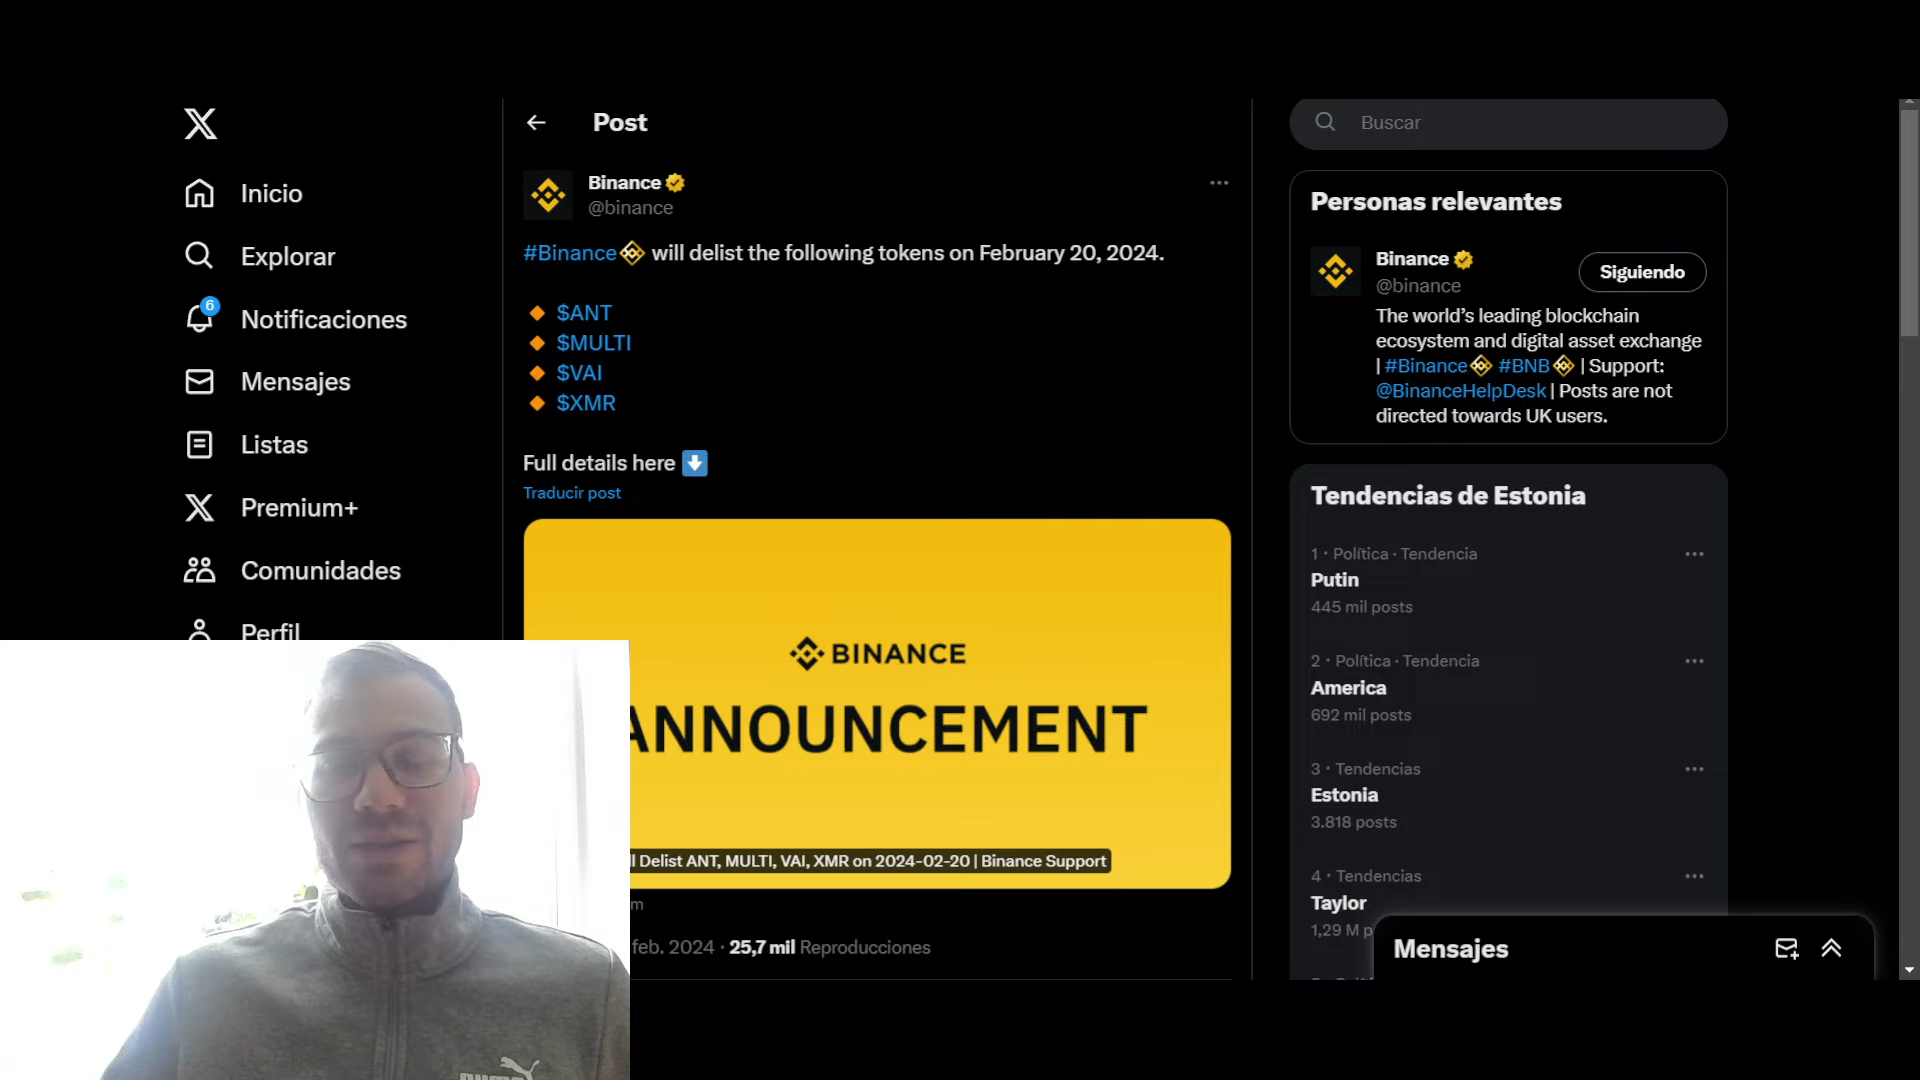 Inicio
Explorar
6
Notificaciones
Mensajes
Listas
Premium+
Comunidades
Perfil
Post
Binance
@binance
#Binance will delist the following tokens on February 20, 2024.
$ANT
$MULTI
$VAI
$XMR
Full details here
Traducir post
BINANCE
ANNOUNCEMENT
l Delist ANT, MULTI, VAI, XMR on 2024-02-20 | Binance Support
m
feb. 2024 · 25,7 mil Reproducciones
Buscar
Personas relevantes
Binance
@binance
Siguiendo
The world's leading blockchain
ecosystem and digital asset exchange
| #Binance #BNB | Support:
@BinanceHelpDesk | Posts are not
directed towards UK users.
Tendencias de Estonia
1 · Política · Tendencia
Putin
445 mil posts
2 · Política · Tendencia
America
692 mil posts
3 · Tendencias
Estonia
3.818 posts
4 · Tendencias
Taylor
1,29 M p
Mensajes